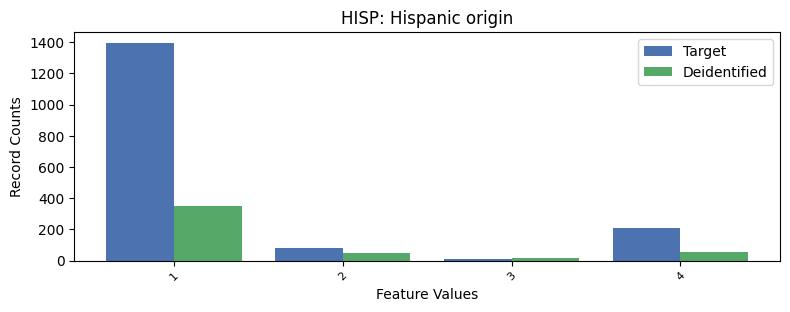 HISP: Hispanic origin
1400
1200
1000
800
600
400
200
0
Record Counts
Target
Deidentified
1 2 3 4
Feature Values